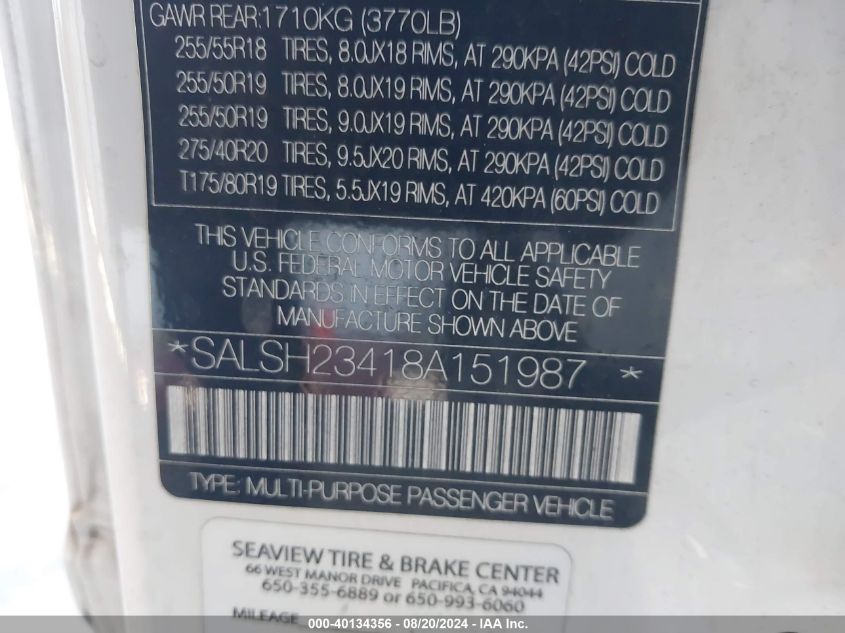 GAWR REAR:1710KG (3770LB)
255/55R18 TIRES, 8.0JX18 RIMS, AT 290KPA (42PSI) COLD
255/50R19 TIRES, 8.0JX19 RIMS, AT 290KPA (42PSI) COLD
255/50R19 TIRES, 9.0JX19 RIMS, AT 290KPA (42PSI) COLD
275/40R20 TIRES, 9.5JX20 RIMS, AT 290KPA (42PSI) COLD
T175/80R19 TIRES, 5.5JX19 RIMS, AT 420KPA (60PSI) COLD
THIS VEHICLE CONFORMS TO ALL APPLICABLE
U.S. FEDERAL MOTOR VEHICLE SAFETY
STANDARDS IN EFFECT ON THE DATE OF
MANUFACTURE SHOWN ABOVE
*SALSH23418A151987 *
TYPE: MULTI-PURPOSE PASSENGER VEHICLE
SEAVIEW TIRE & BRAKE CENTER
66 WEST MANOR DRIVE PACIFICA, CA 94044
650-355-6889 or 650-993-6060
MILEAGE
000-40134356 - 08/20/2024 - IAAI.COM